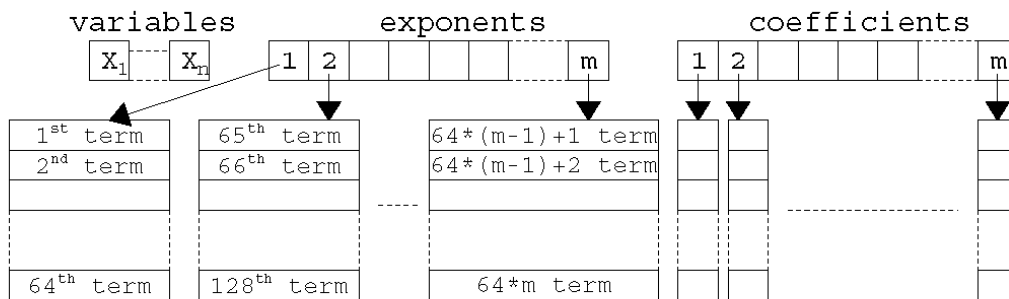 variables exponents coefficients
X₁ Xₙ 1 2 m 1 2 m
1ˢᵗ term 65ᵗʰ term 64*(m-1)+1 term
2ⁿᵈ term 66ᵗʰ term 64*(m-1)+2 term
64ᵗʰ term 128ᵗʰ term 64*m term